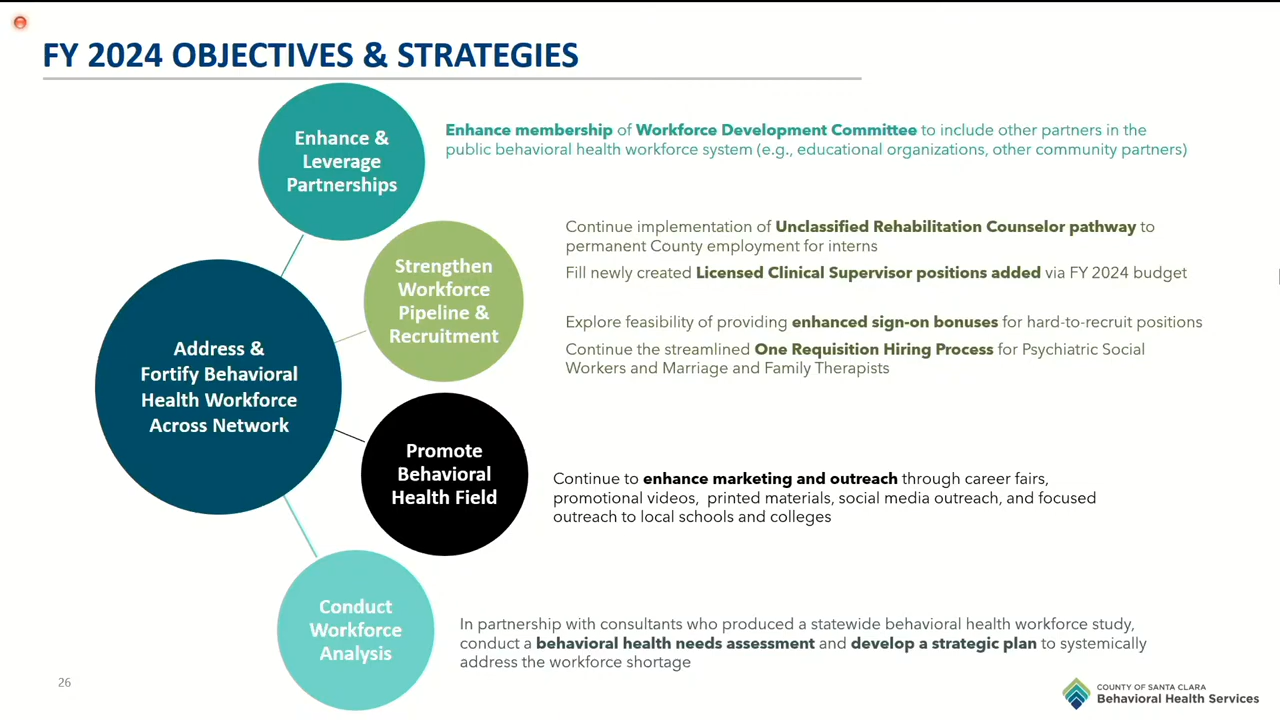 FY 2024 OBJECTIVES & STRATEGIES
Enhance &
Leverage
Partnerships
Enhance membership of Workforce Development Committee to include other partners in the
public behavioral health workforce system (e.g., educational organizations, other community partners)
Strengthen
Workforce
Pipeline &
Recruitment
Continue implementation of Unclassified Rehabilitation Counselor pathway to
permanent County employment for interns
Fill newly created Licensed Clinical Supervisor positions added via FY 2024 budget
Explore feasibility of providing enhanced sign-on bonuses for hard-to-recruit positions
Continue the streamlined One Requisition Hiring Process for Psychiatric Social
Workers and Marriage and Family Therapists
Address &
Fortify Behavioral
Health Workforce
Across Network
Promote
Behavioral
Health Field
Continue to enhance marketing and outreach through career fairs,
promotional videos, printed materials, social media outreach, and focused
outreach to local schools and colleges
Conduct
Workforce
Analysis
In partnership with consultants who produced a statewide behavioral health workforce study,
conduct a behavioral health needs assessment and develop a strategic plan to systemically
address the workforce shortage
26
COUNTY OF SANTA CLARA
Behavioral Health Services